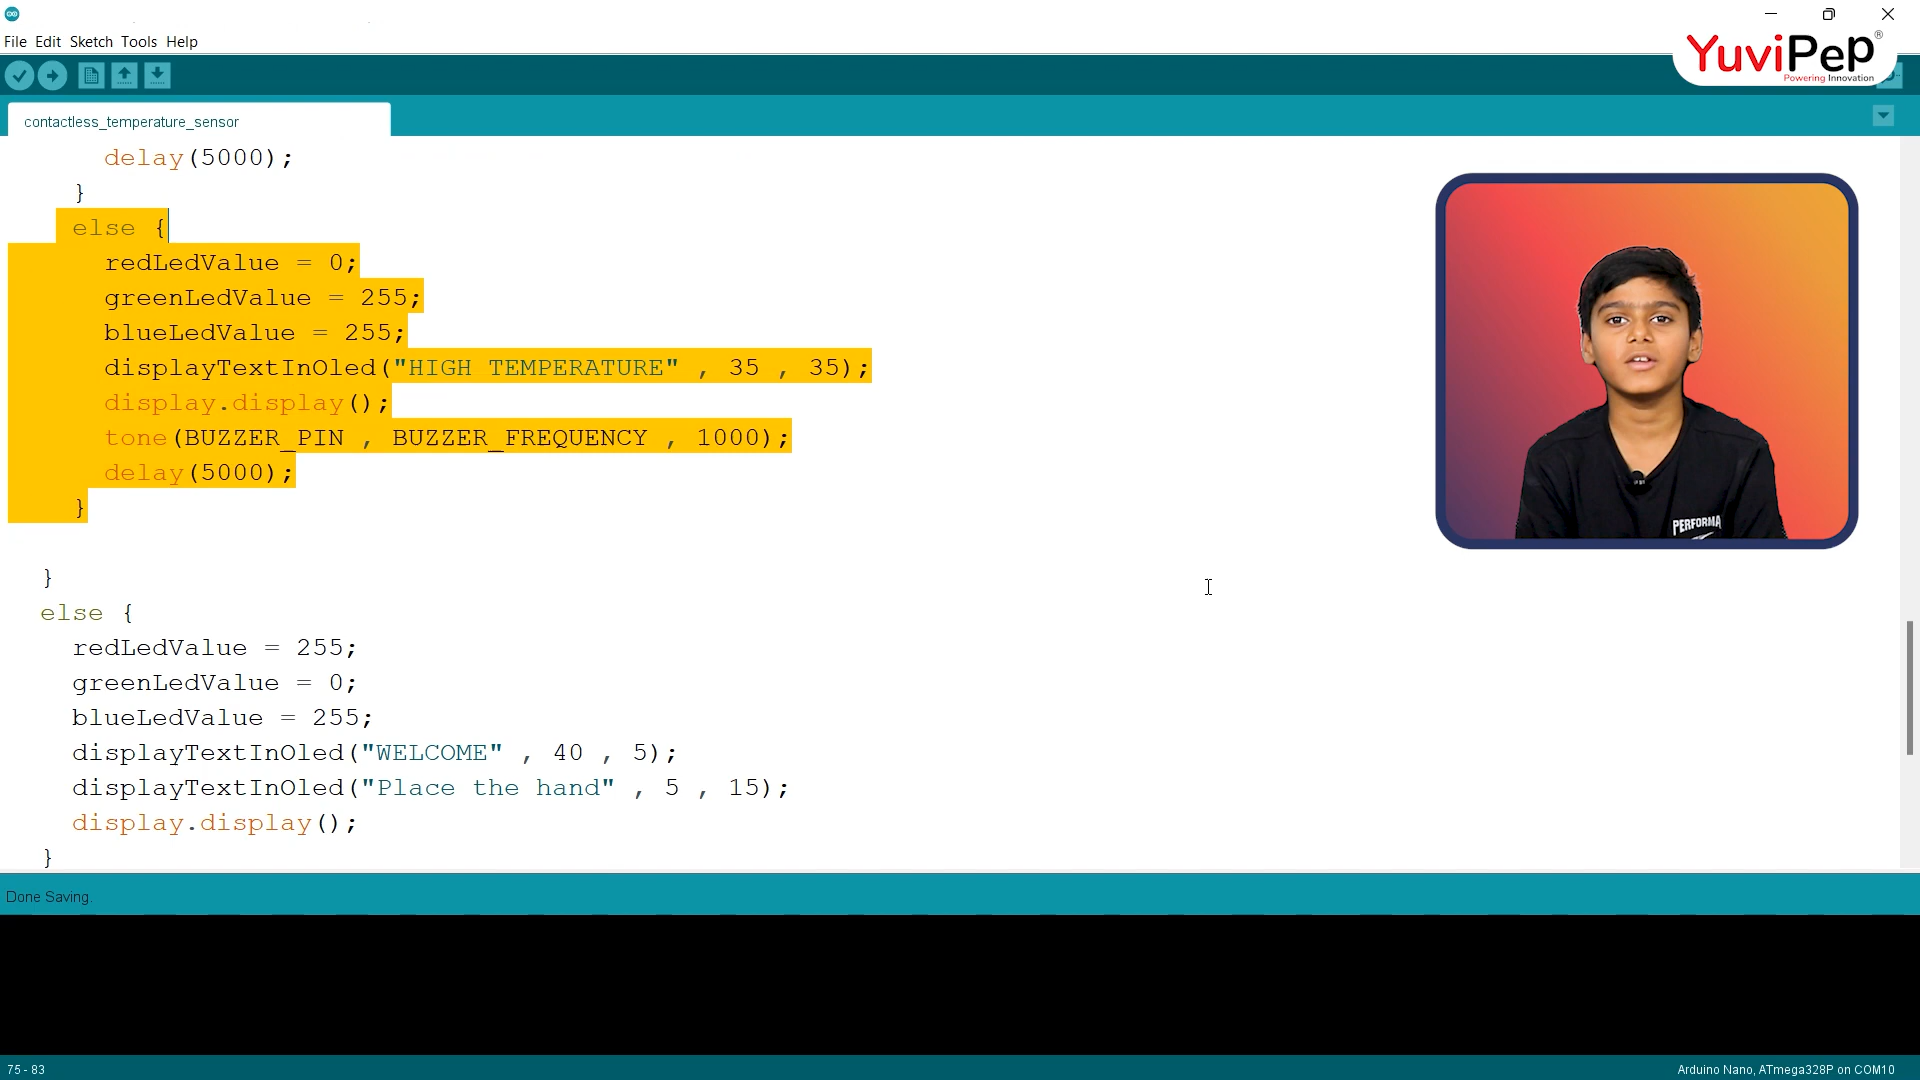 File Edit Sketch Tools Help
YuviPep®
Powering Innovation
contactless_temperature_sensor
delay(5000);
}
else {
redLedValue = 0;
greenLedValue = 255;
blueLedValue = 255;
displayTextInOled("HIGH TEMPERATURE" , 35 , 35);
display.display();
tone(BUZZER_PIN , BUZZER_FREQUENCY , 1000);
delay(5000);
}
}
else {
redLedValue = 255;
greenLedValue = 0;
blueLedValue = 255;
displayTextInOled("WELCOME" , 40 , 5);
displayTextInOled("Place the hand" , 5 , 15);
display.display();
}
PERFORMA
Done Saving.
75 - 83
Arduino Nano, ATmega328P on COM10